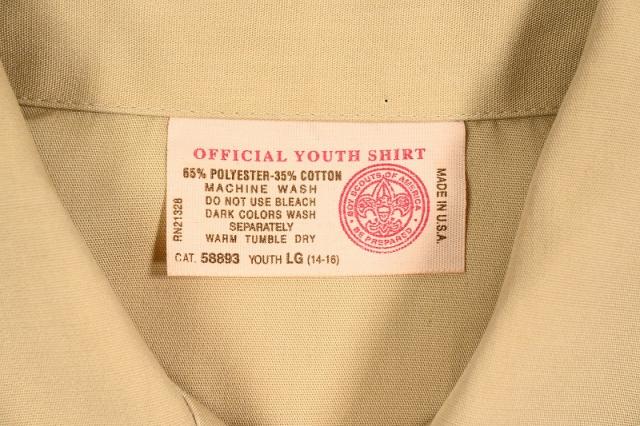 OFFICIAL YOUTH SHIRT
65% POLYESTER-35% COTTON
MACHINE WASH
DO NOT USE BLEACH
DARK COLORS WASH
SEPARATELY
WARM TUMBLE DRY
CAT. 58893 YOUTH LG (14-16)
RN21328
BOY SCOUTS OF AMERICA
BE PREPARED
MADE IN U.S.A.